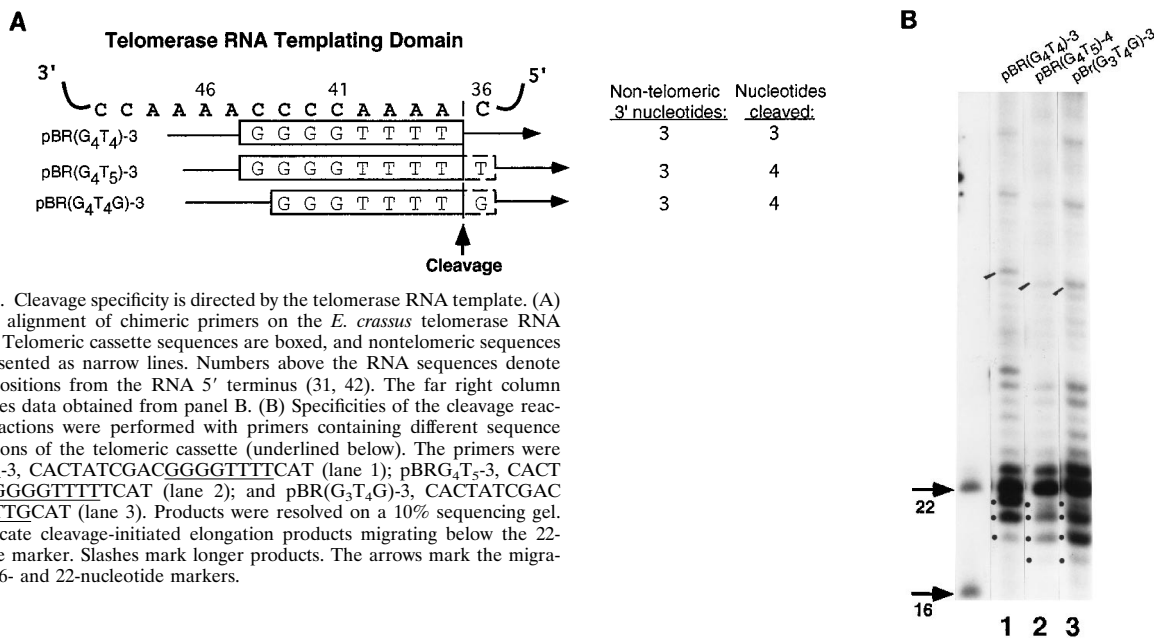 A
Telomerase RNA Templating Domain
3' 5'
46 41 36
C C A A A A C C C C A A A A C
pBR(G4T4)-3 G G G G T T T T
pBR(G4T5)-3 G G G G T T T T T
pBR(G4T4G)-3 G G G T T T T G
Cleavage
Non-telomeric Nucleotides
3' nucleotides: cleaved:
3 3
3 4
3 4
. Cleavage specificity is directed by the telomerase RNA template. (A)
alignment of chimeric primers on the E. crassus telomerase RNA
Telomeric cassette sequences are boxed, and nontelomeric sequences
sented as narrow lines. Numbers above the RNA sequences denote
ositions from the RNA 5′ terminus (31, 42). The far right column
es data obtained from panel B. (B) Specificities of the cleavage reac-
actions were performed with primers containing different sequence
ons of the telomeric cassette (underlined below). The primers were
-3, CACTATCGACGGGGTTTTCAT (lane 1); pBRG4T5-3, CACT
GGGGTTTTTCAT (lane 2); and pBR(G3T4G)-3, CACTATCGAC
TTGCAT (lane 3). Products were resolved on a 10% sequencing gel.
icate cleavage-initiated elongation products migrating below the 22-
e marker. Slashes mark longer products. The arrows mark the migra-
6- and 22-nucleotide markers.
B
pBR(G4T4)-3
pBR(G4T5)-4
pBr(G3T4G)-3
22
16
1 2 3